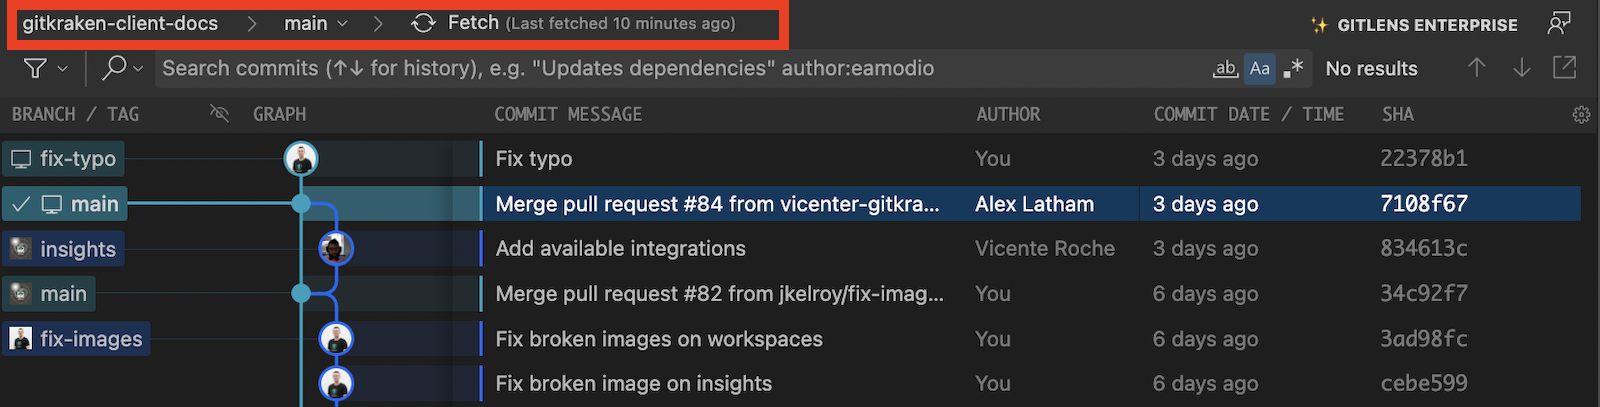 gitkraken-client-docs > main Fetch (Last fetched 10 minutes ago) GITLENS ENTERPRISE
Search commits (↑↓ for history), e.g. "Updates dependencies" author:eamodio ab Aa .* No results
BRANCH / TAG GRAPH COMMIT MESSAGE AUTHOR COMMIT DATE / TIME SHA
fix-typo Fix typo You 3 days ago 22378b1
main Merge pull request #84 from vicenter-gitkra... Alex Latham 3 days ago 7108f67
insights Add available integrations Vicente Roche 3 days ago 834613c
main Merge pull request #82 from jkelroy/fix-imag... You 6 days ago 34c92f7
fix-images Fix broken images on workspaces You 6 days ago 3ad98fc
Fix broken image on insights You 6 days ago cebe599